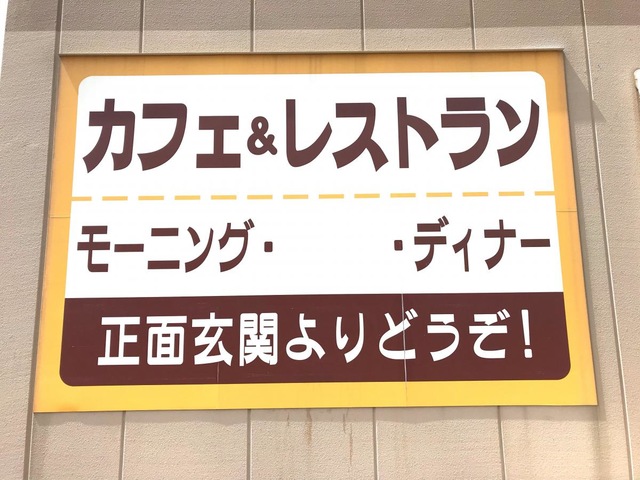 カフェ&レストラン
モーニング・　　　・ディナー
正面玄関よりどうぞ!